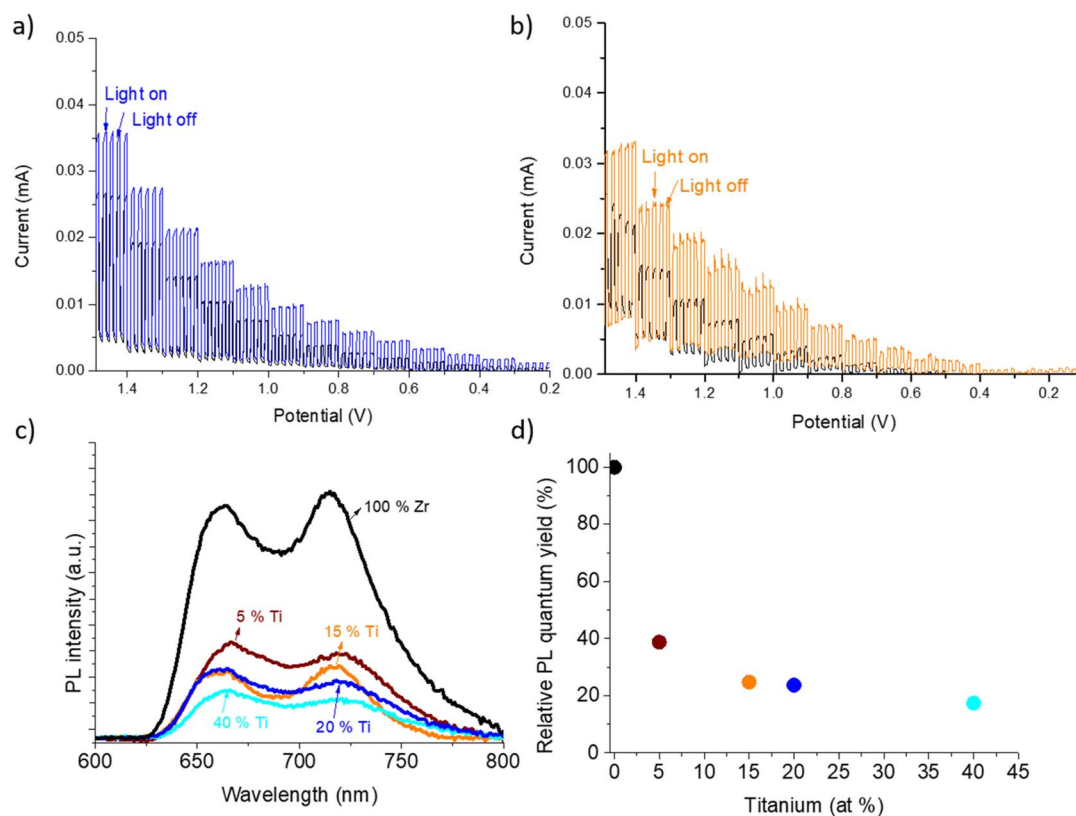 a)
0.05
0.04
0.03
0.02
0.01
0.00
Current (mA)
Light on
Light off
1.4 1.2 1.0 0.8 0.6 0.4 0.2
Potential (V)
b)
0.05
0.04
0.03
0.02
0.01
0.00
Current (mA)
Light on
Light off
1.4 1.2 1.0 0.8 0.6 0.4 0.2
Potential (V)
c)
PL intensity (a.u.)
100 % Zr
5 % Ti
15 % Ti
40 % Ti
20 % Ti
600 650 700 750 800
Wavelength (nm)
d)
100
80
60
40
20
0
Relative PL quantum yield (%)
0 5 10 15 20 25 30 35 40 45
Titanium (at %)